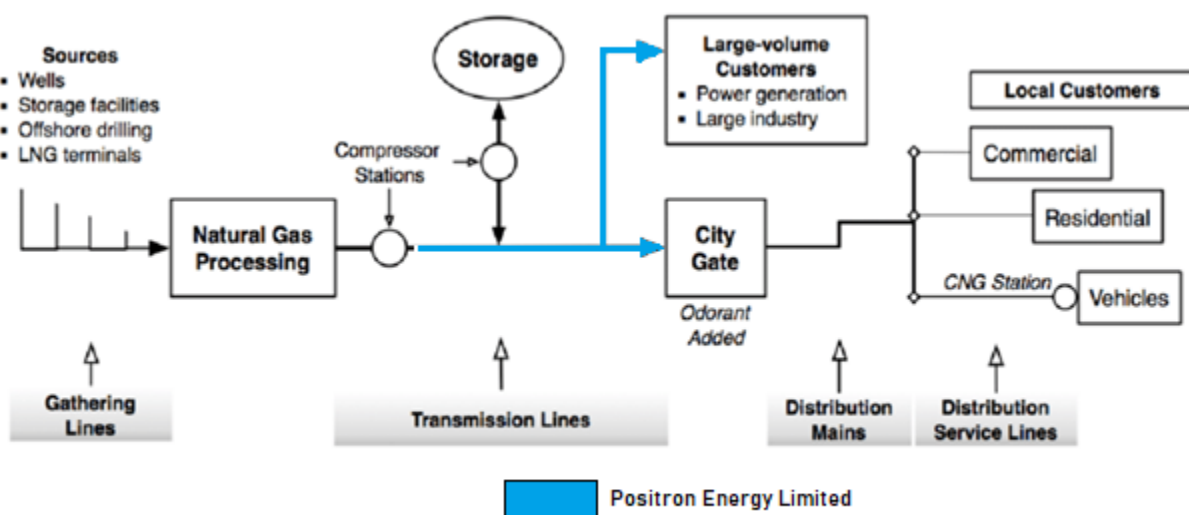 Sources
▪ Wells
▪ Storage facilities
▪ Offshore drilling
▪ LNG terminals
Natural Gas
Processing
Compressor
Stations
Storage
Large-volume
Customers
▪ Power generation
▪ Large industry
City
Gate
Odorant
Added
Local Customers
Commercial
Residential
CNG Station
Vehicles
Gathering
Lines
Transmission Lines
Distribution
Mains
Distribution
Service Lines
Positron Energy Limited